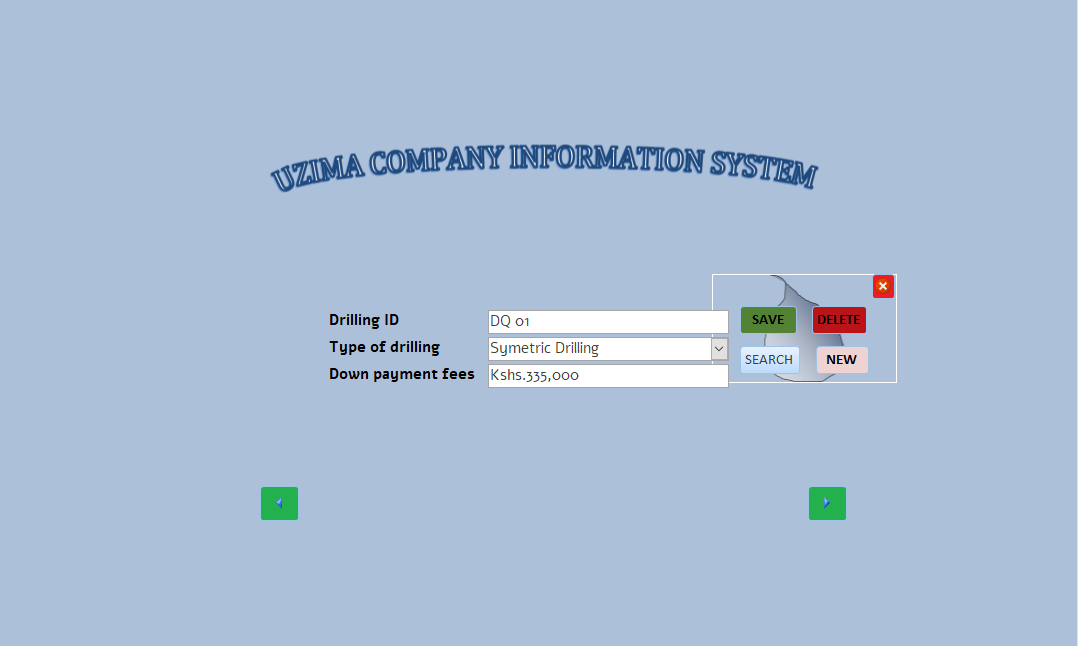 UZIMA COMPANY INFORMATION SYSTEM
Drilling ID DQ 01
SAVE DELETE
Type of drilling Symetric Drilling
SEARCH NEW
Down payment fees Kshs.335,000